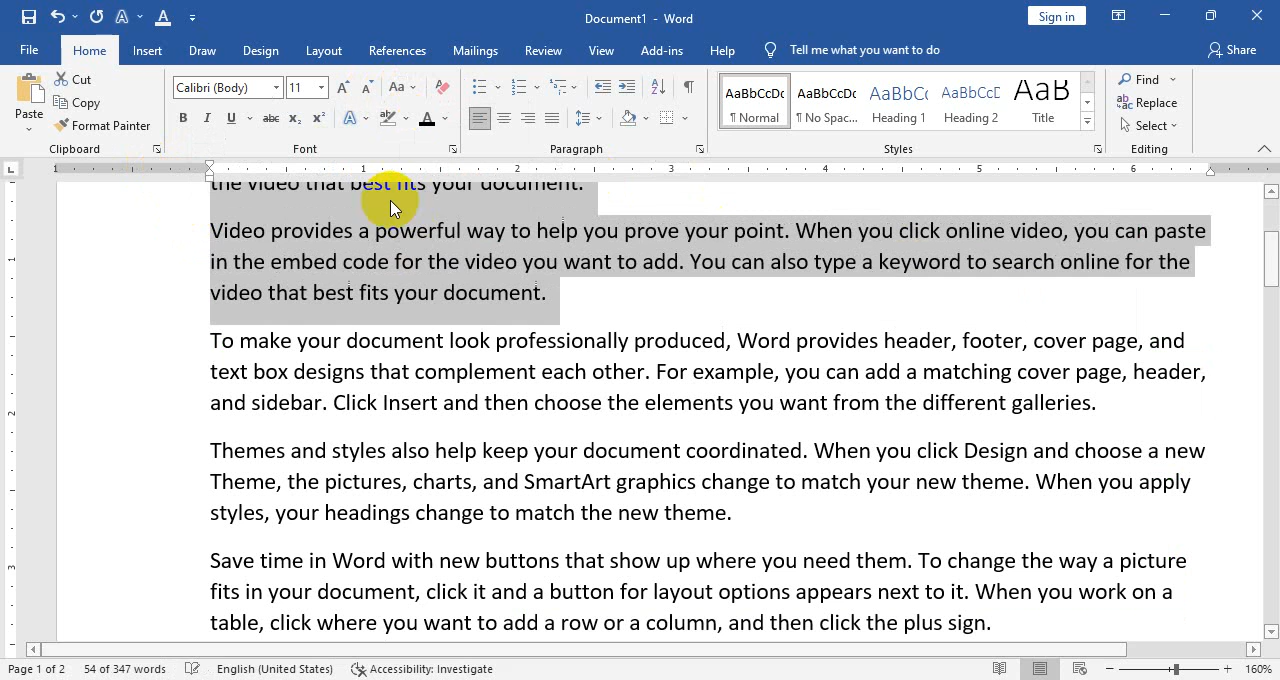 Document1 - Word
Sign in
File Home Insert Draw Design Layout References Mailings Review View Add-ins Help Tell me what you want to do Share
Paste Cut Copy Format Painter
Clipboard
Calibri (Body) 11 Aa
B I U abc x₂ x² A A
Font
Paragraph
AaBbCcDc ¶ Normal
AaBbCcDc ¶ No Spac...
AaBbCc Heading 1
AaBbCcD Heading 2
AaB Title
Styles
Find
Replace
Select
Editing
1 1 2 3 4 5 6
the video that best fits your document.
Video provides a powerful way to help you prove your point. When you click online video, you can paste
in the embed code for the video you want to add. You can also type a keyword to search online for the
video that best fits your document.
To make your document look professionally produced, Word provides header, footer, cover page, and
text box designs that complement each other. For example, you can add a matching cover page, header,
and sidebar. Click Insert and then choose the elements you want from the different galleries.
Themes and styles also help keep your document coordinated. When you click Design and choose a new
Theme, the pictures, charts, and SmartArt graphics change to match your new theme. When you apply
styles, your headings change to match the new theme.
Save time in Word with new buttons that show up where you need them. To change the way a picture
fits in your document, click it and a button for layout options appears next to it. When you work on a
table, click where you want to add a row or a column, and then click the plus sign.
Page 1 of 2 54 of 347 words English (United States) Accessibility: Investigate 160%